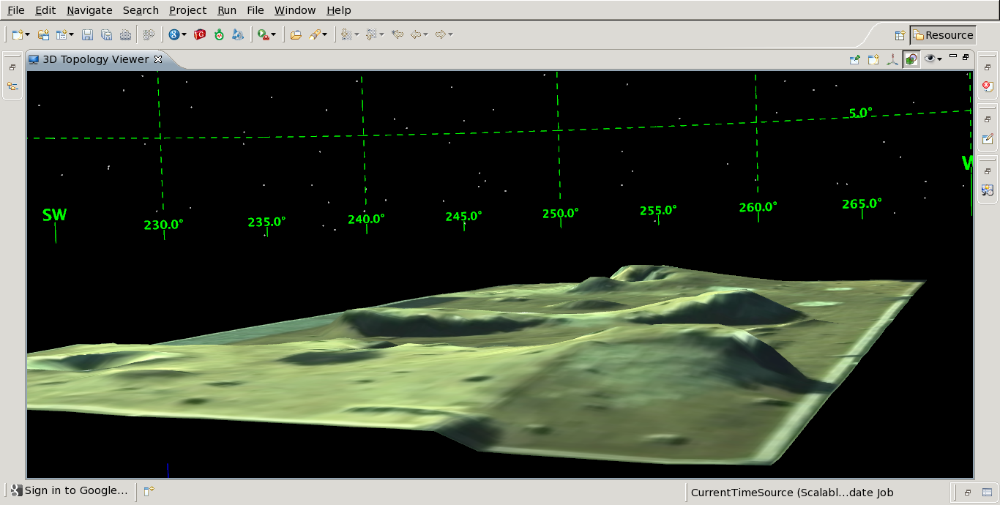 File Edit Navigate Search Project Run File Window Help
Resource
3D Topology Viewer
5.0°
W
SW
230.0° 235.0° 240.0° 245.0° 250.0° 255.0° 260.0° 265.0°
Sign in to Google...
CurrentTimeSource (Scalabl...date Job